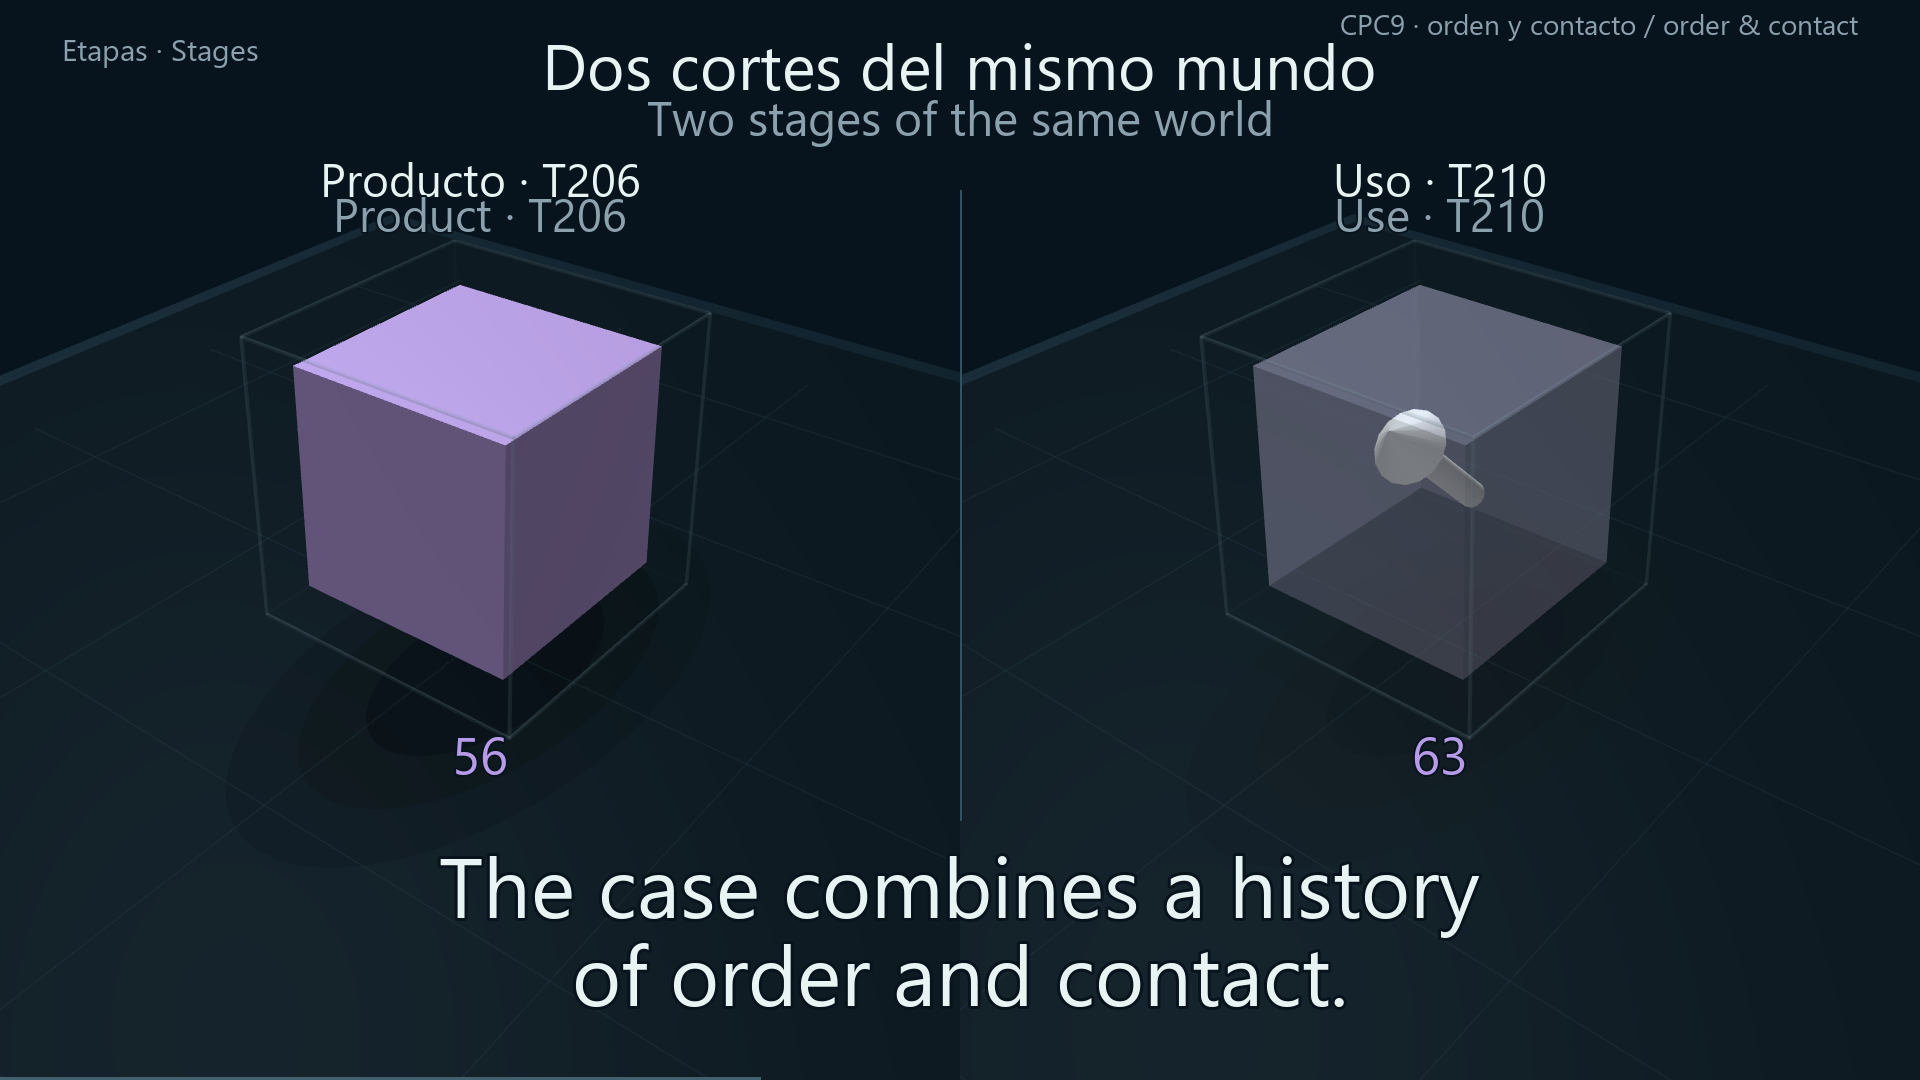 Etapas · Stages
CPC9 · orden y contacto / order & contact
Dos cortes del mismo mundo
Two stages of the same world
Producto · T206
Product · T206
Uso · T210
Use · T210
56
63
The case combines a history
of order and contact.